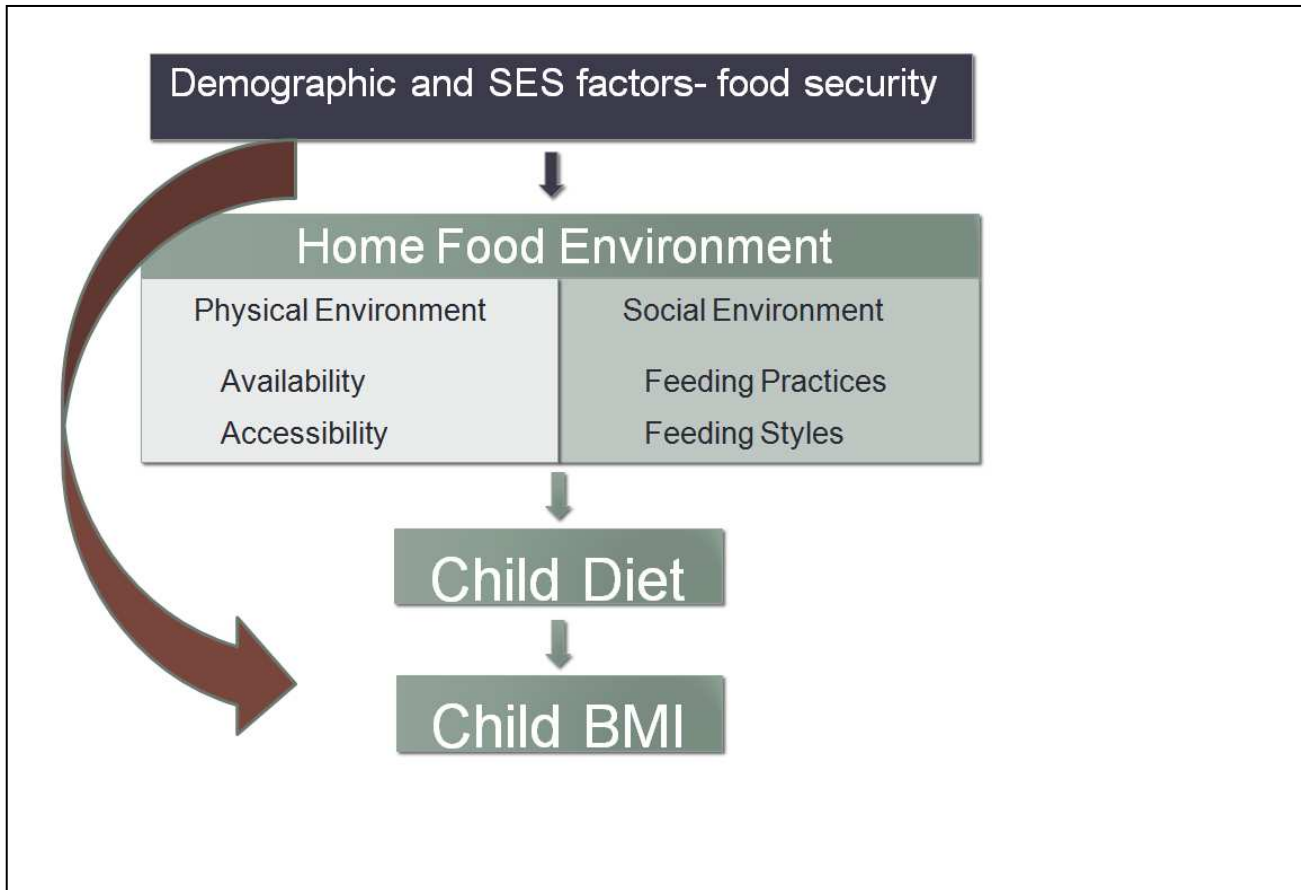 Demographic and SES factors- food security
Home Food Environment
Physical Environment
Availability
Accessibility
Social Environment
Feeding Practices
Feeding Styles
Child Diet
Child BMI